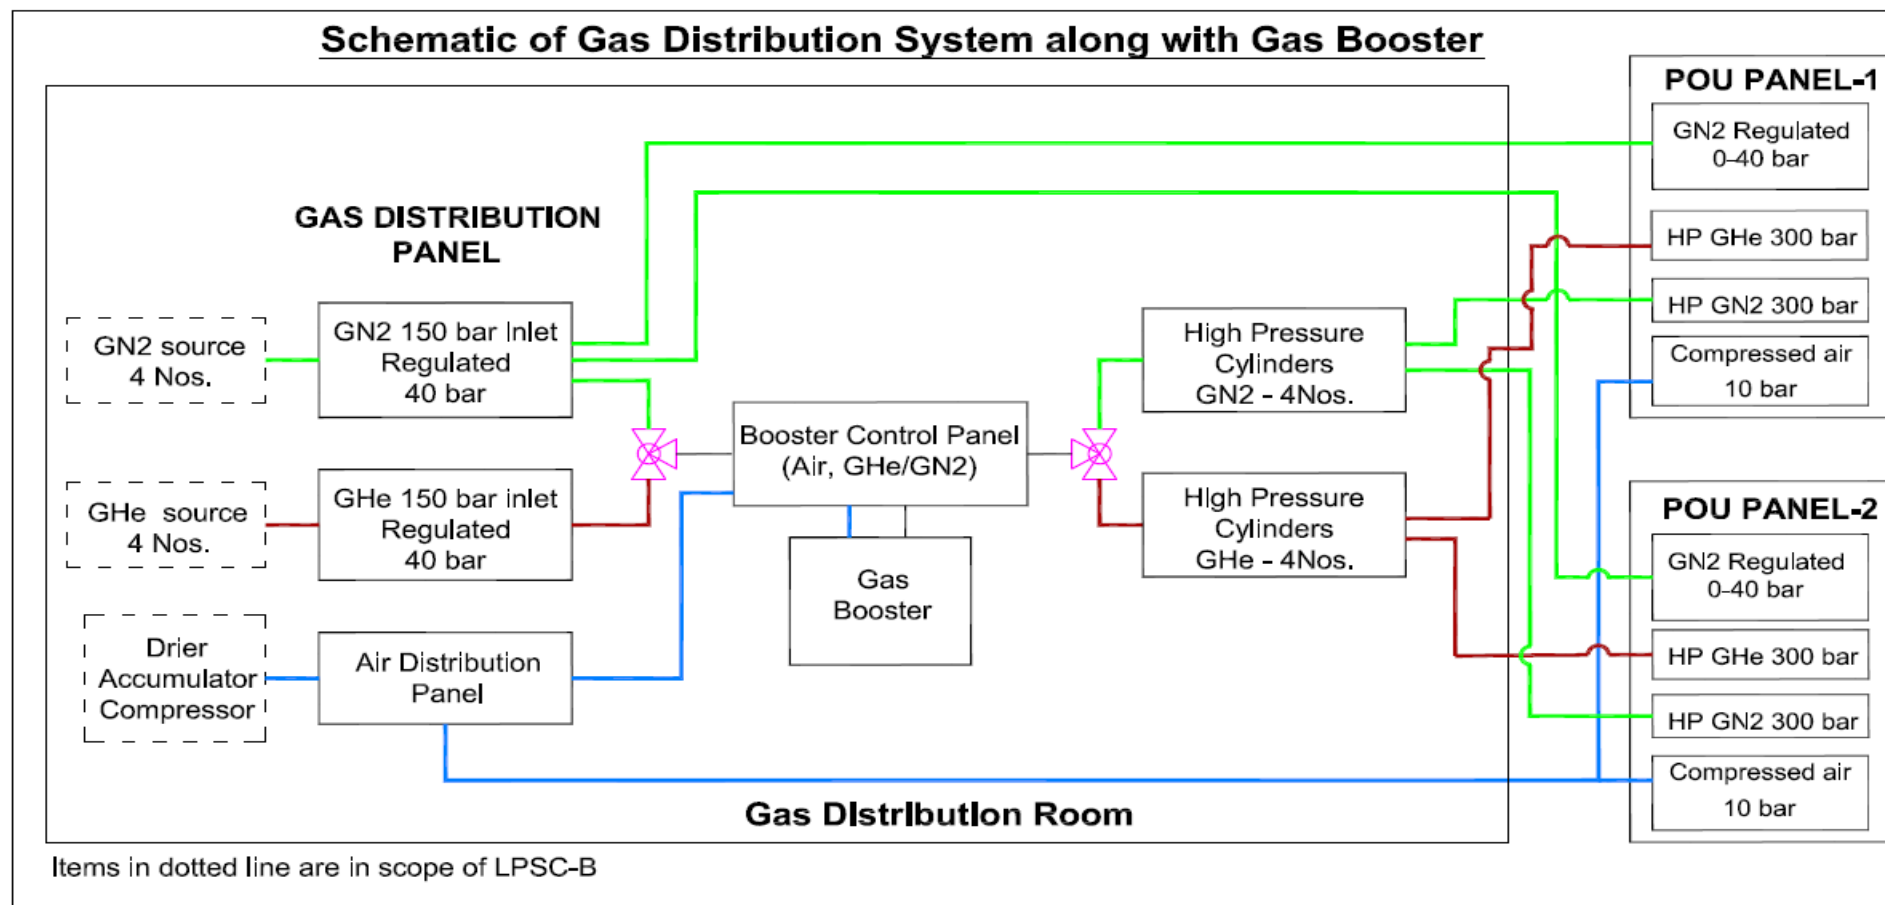 Schematic of Gas Distribution System along with Gas Booster
GAS DISTRIBUTION
PANEL
GN2 source
4 Nos.
GN2 150 bar Inlet
Regulated
40 bar
GHe source
4 Nos.
GHe 150 bar inlet
Regulated
40 bar
Drier
Accumulator
Compressor
Air Distribution
Panel
Booster Control Panel
(Air, GHe/GN2)
Gas
Booster
High Pressure
Cylinders
GN2 - 4Nos.
High Pressure
Cylinders
GHe - 4Nos.
POU PANEL-1
GN2 Regulated
0-40 bar
HP GHe 300 bar
HP GN2 300 bar
Compressed air
10 bar
POU PANEL-2
GN2 Regulated
0-40 bar
HP GHe 300 bar
HP GN2 300 bar
Compressed air
10 bar
Gas Distribution Room
Items in dotted line are in scope of LPSC-B